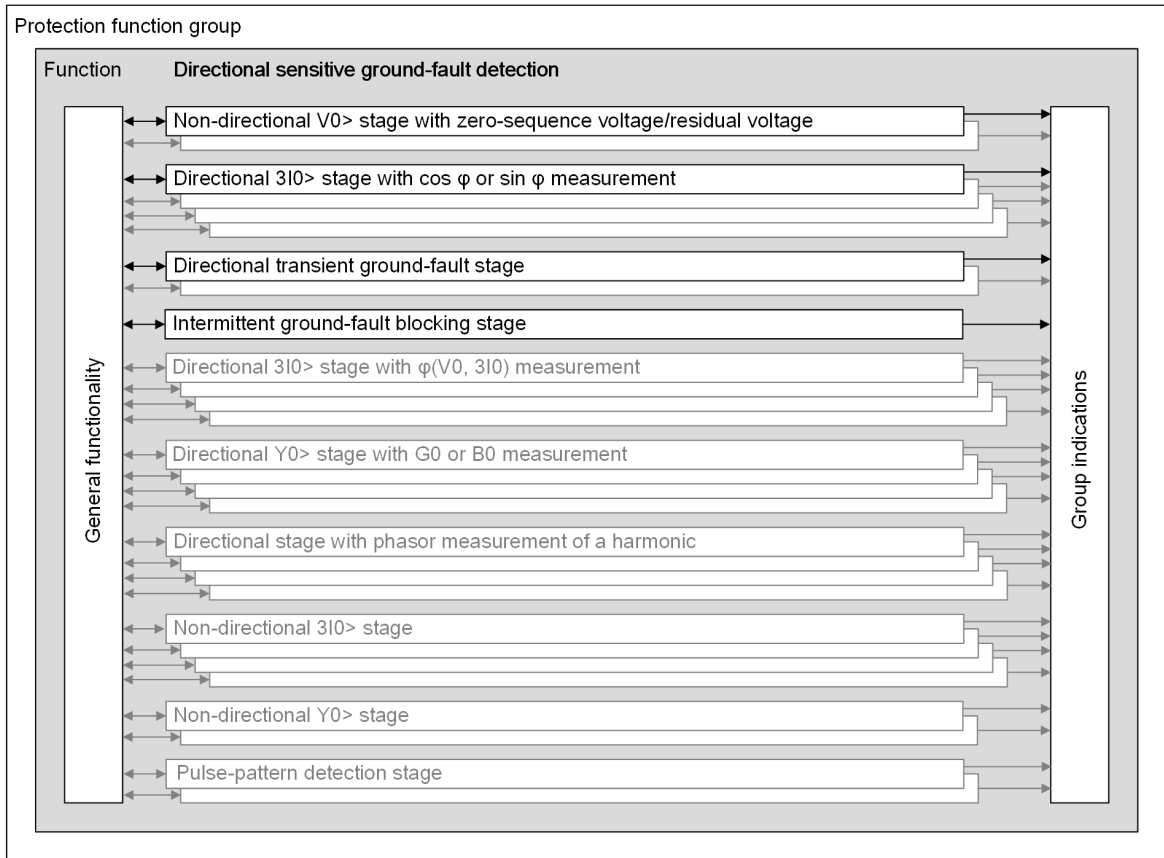 Protection function group
Function
Directional sensitive ground-fault detection
Non-directional V0> stage with zero-sequence voltage/residual voltage
Directional 3I0> stage with cos φ or sin φ measurement
Directional transient ground-fault stage
Intermittent ground-fault blocking stage
Directional 3I0> stage with φ(V0, 3I0) measurement
Directional Y0> stage with G0 or B0 measurement
Directional stage with phasor measurement of a harmonic
Non-directional 3I0> stage
Non-directional Y0> stage
Pulse-pattern detection stage
General functionality
Group indications